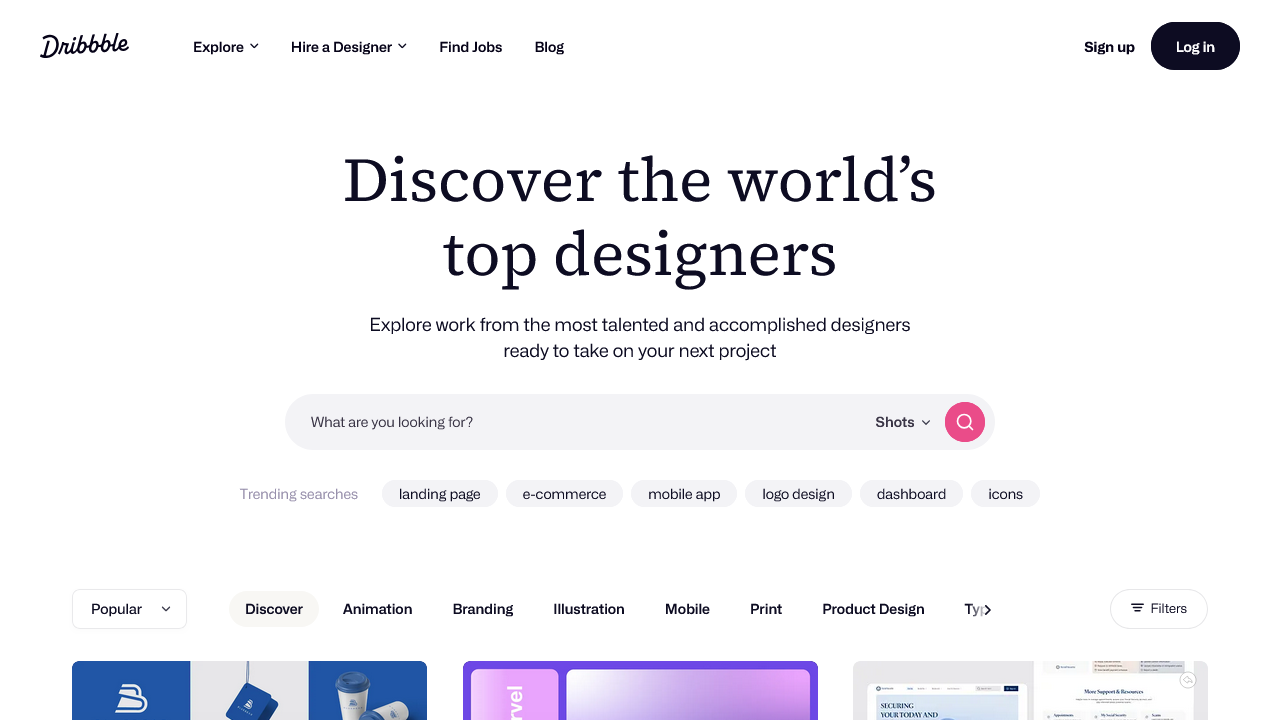 Dribbble
Explore
Hire a Designer
Find Jobs
Blog
Sign up
Log in
Discover the world’s
top designers
Explore work from the most talented and accomplished designers
ready to take on your next project
What are you looking for?
Shots
Trending searches
landing page
e-commerce
mobile app
logo design
dashboard
icons
Popular
Discover
Animation
Branding
Illustration
Mobile
Print
Product Design
Filters
More Support & Resources
SECURING
YOUR TODAY AND